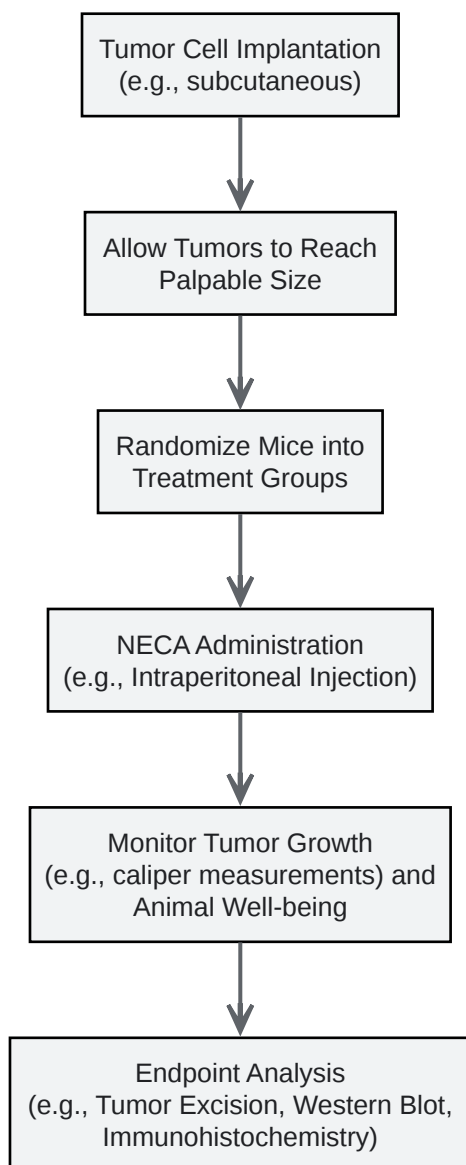 Tumor Cell Implantation
(e.g., subcutaneous)
Allow Tumors to Reach
Palpable Size
Randomize Mice into
Treatment Groups
NECA Administration
(e.g., Intraperitoneal Injection)
Monitor Tumor Growth
(e.g., caliper measurements) and
Animal Well-being
Endpoint Analysis
(e.g., Tumor Excision, Western Blot,
Immunohistochemistry)